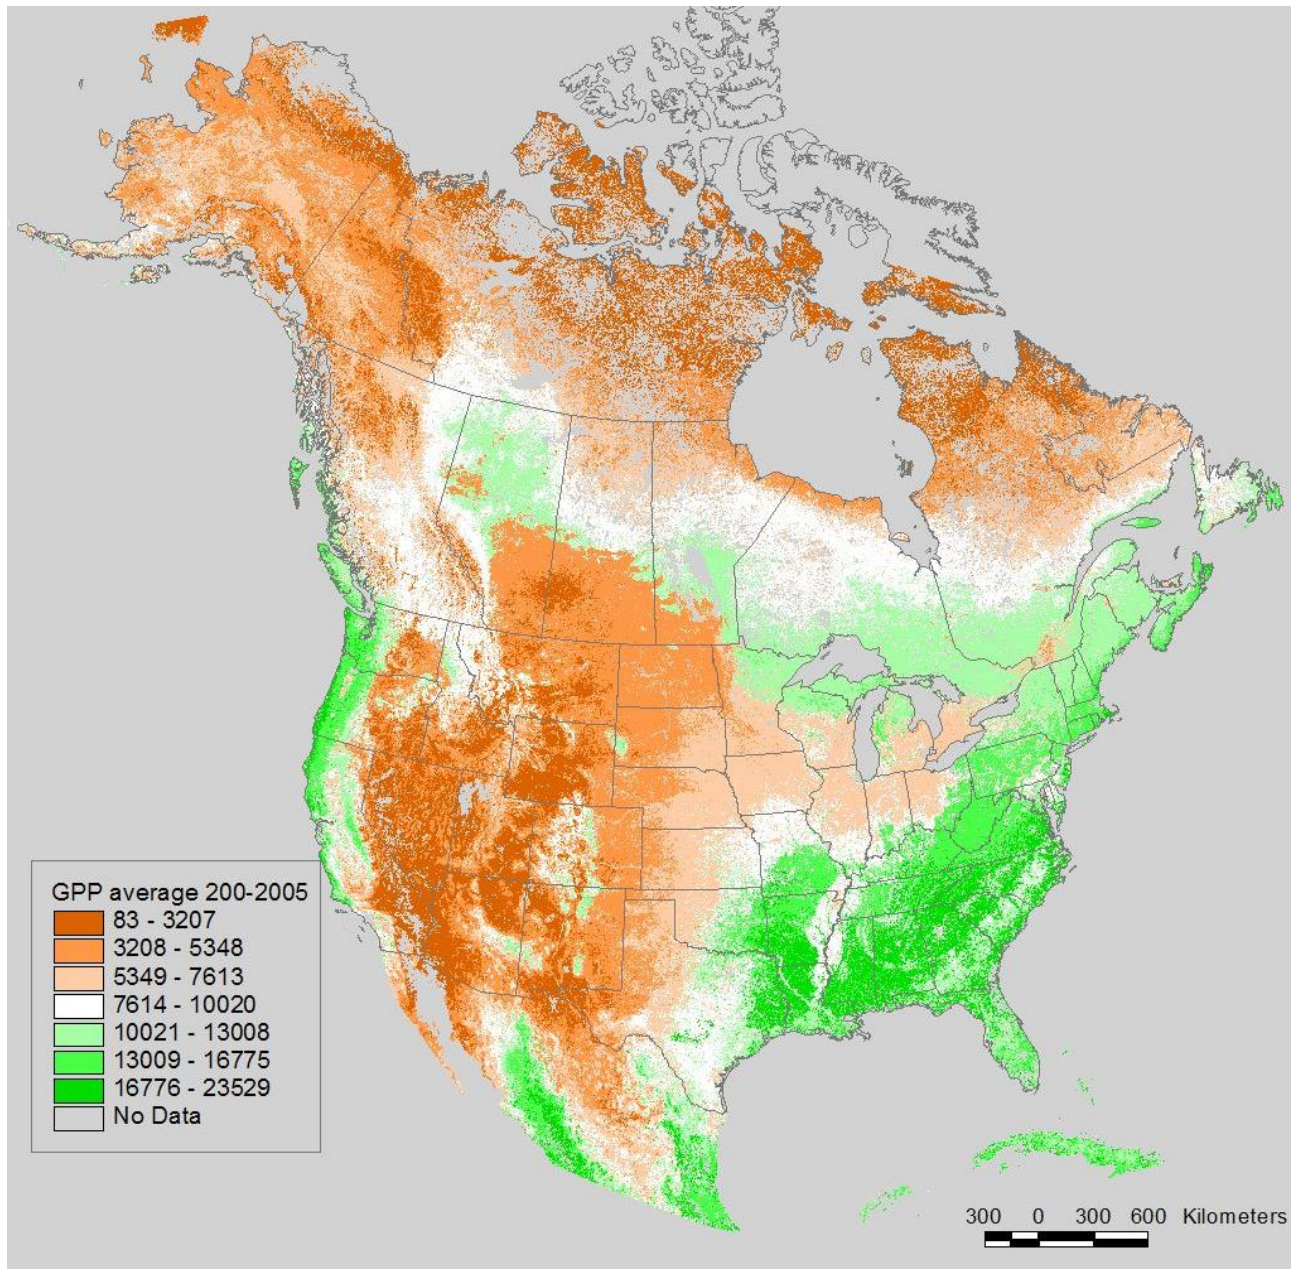 GPP average 200-2005
83 - 3207
3208 - 5348
5349 - 7613
7614 - 10020
10021 - 13008
13009 - 16775
16776 - 23529
No Data
300 0 300 600 Kilometers